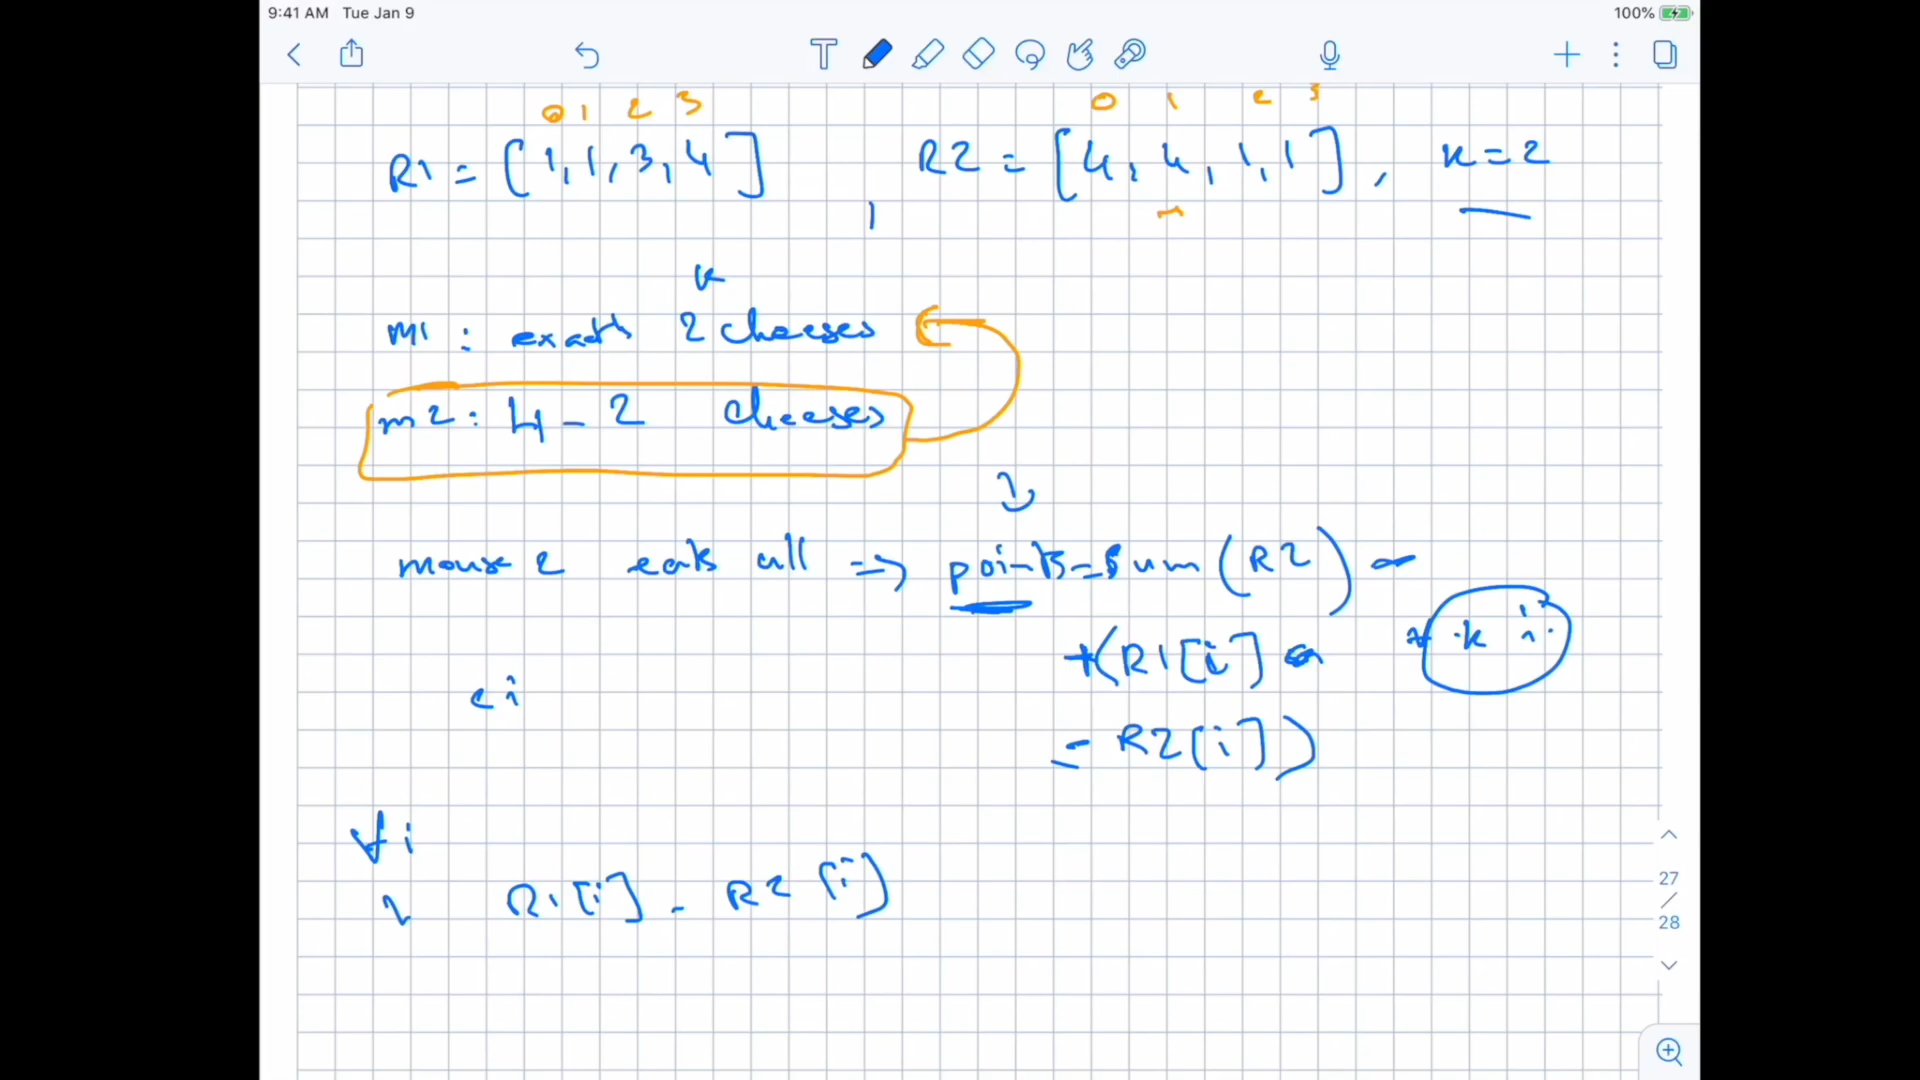 9:41 AM Tue Jan 9 100%
0 1 2 3 0 1 2 3
R1 = [1,1,3,4] , R2 = [4,4,1,1], k=2
k
M1 : exactly 2 cheeses
m2: 4 - 2 cheeses
mouse 2 eats all => points = sum(R2)
+(R1[i] k i's
- R2[i])
ci
∀i
R1[i] - R2[i]
27
/
28